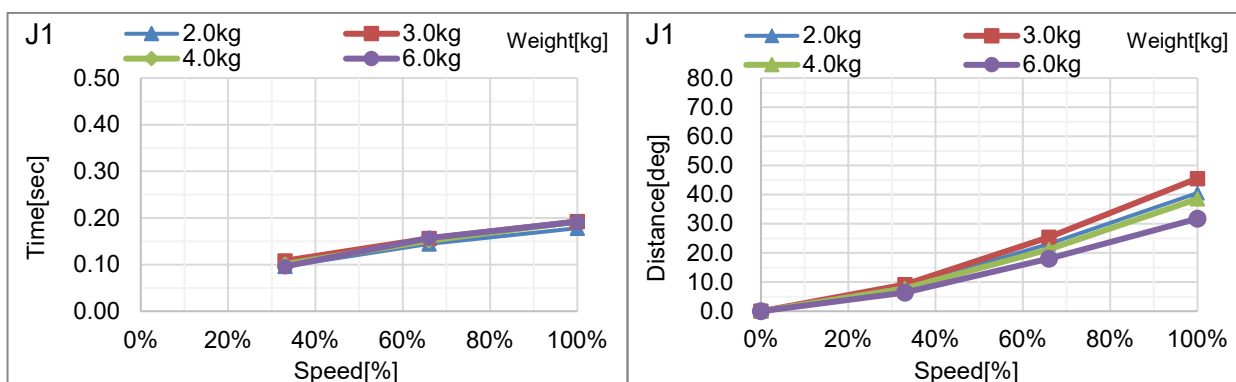 J1
2.0kg 3.0kg Weight[kg]
4.0kg 6.0kg
0.50
0.40
0.30
0.20
0.10
0.00
Time[sec]
0% 20% 40% 60% 80% 100%
Speed[%]
J1
2.0kg 3.0kg Weight[kg]
4.0kg 6.0kg
80.0
70.0
60.0
50.0
40.0
30.0
20.0
10.0
0.0
Distance[deg]
0% 20% 40% 60% 80% 100%
Speed[%]